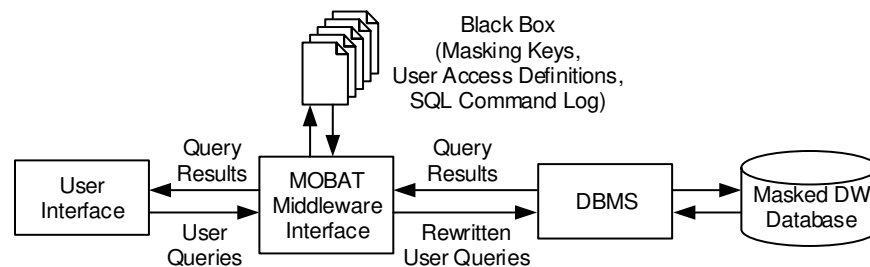 Black Box
(Masking Keys,
User Access Definitions,
SQL Command Log)
Query
Results
Query
Results
User
Interface
MOBAT
Middleware
Interface
DBMS
Masked DW
Database
User
Queries
Rewritten
User Queries